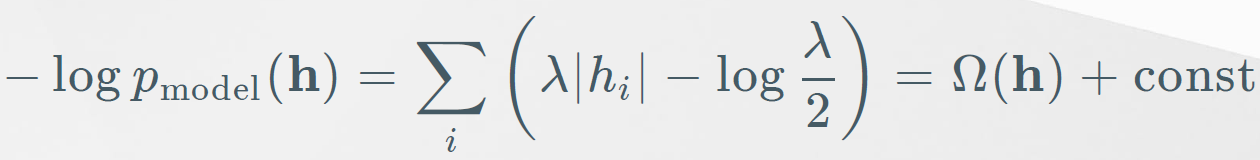 − log p_model(𝐡) = ∑_i (λ|h_i| − log λ/2) = Ω(𝐡) + const